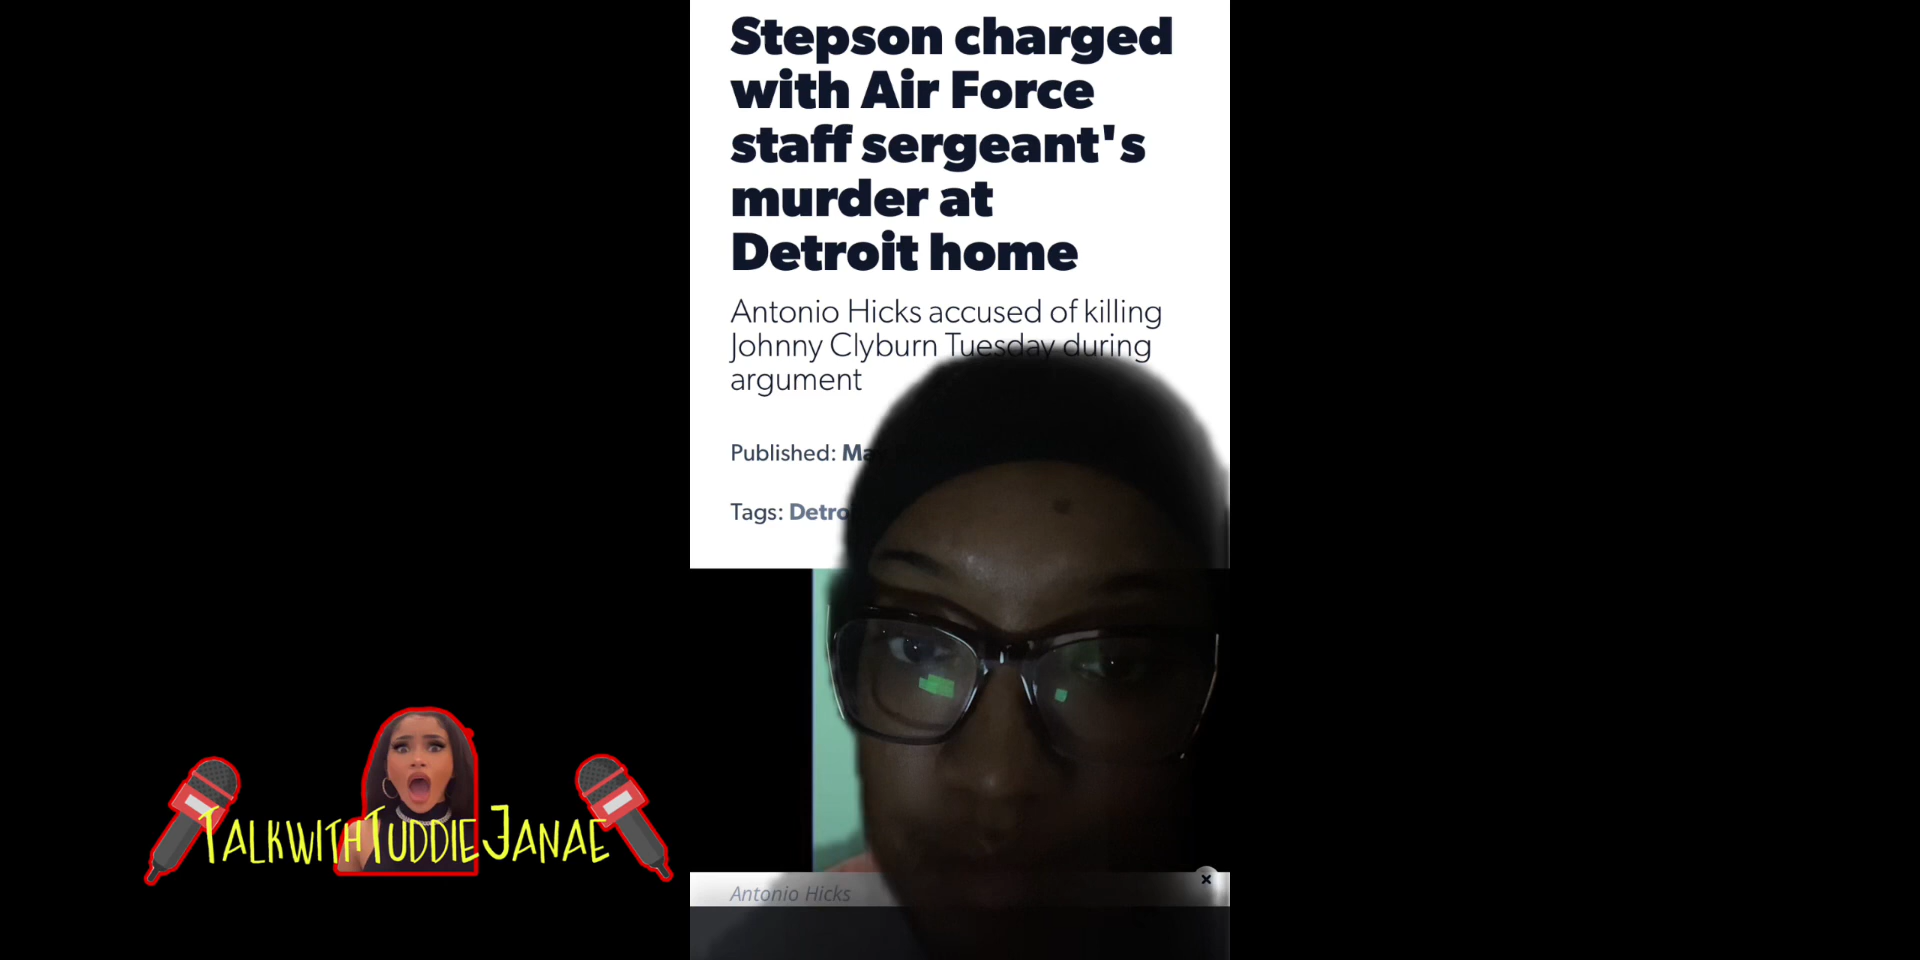 Stepson charged
with Air Force
staff sergeant's
murder at
Detroit home
Antonio Hicks accused of killing
Johnny Clyburn Tuesday during
argument
Published:
Tags:
TALKWITHTUDDIEJANAE
Antonio Hicks